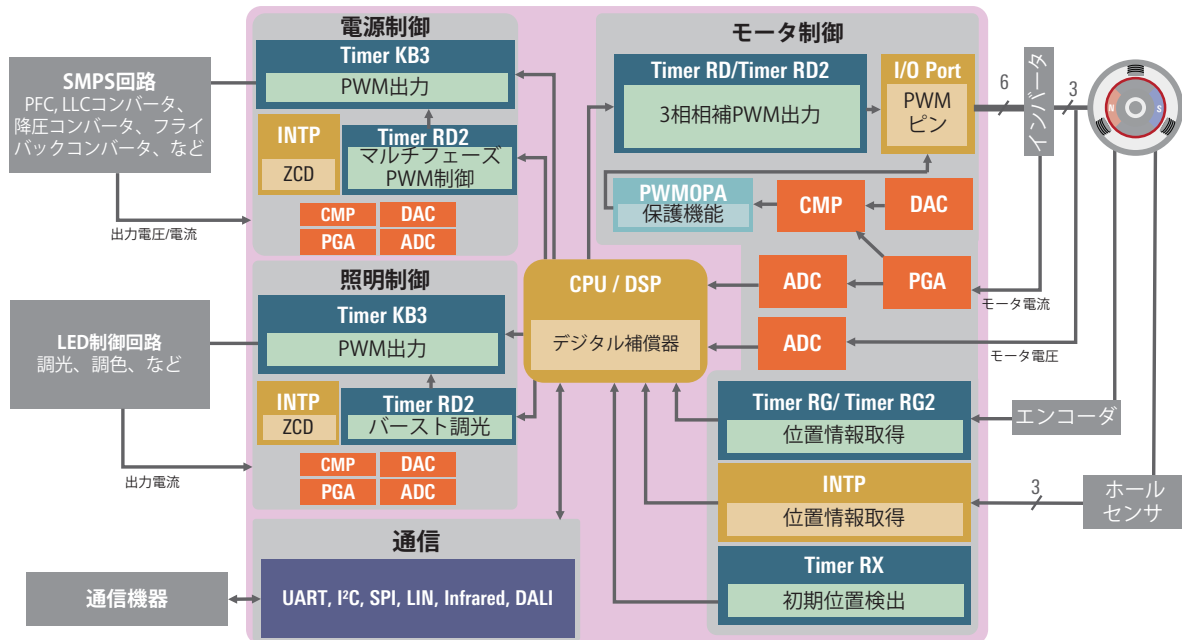 電源制御
Timer KB3
PWM出力
INTP
ZCD
Timer RD2
マルチフェーズ
PWM制御
CMP
DAC
PGA
ADC
SMPS回路
PFC, LLCコンバータ、
降圧コンバータ、フライ
バックコンバータ、など
出力電圧/電流
照明制御
Timer KB3
PWM出力
INTP
ZCD
Timer RD2
バースト調光
CMP
DAC
PGA
ADC
LED制御回路
調光、調色、など
出力電流
通信
UART, I²C, SPI, LIN, Infrared, DALI
通信機器
CPU / DSP
デジタル補償器
モータ制御
Timer RD/Timer RD2
3相相補PWM出力
I/O Port
PWM
ピン
6
インバータ
3
N
S
PWMOPA
保護機能
CMP
DAC
ADC
PGA
モータ電流
ADC
モータ電圧
Timer RG/ Timer RG2
位置情報取得
エンコーダ
INTP
位置情報取得
3
ホール
センサ
Timer RX
初期位置検出